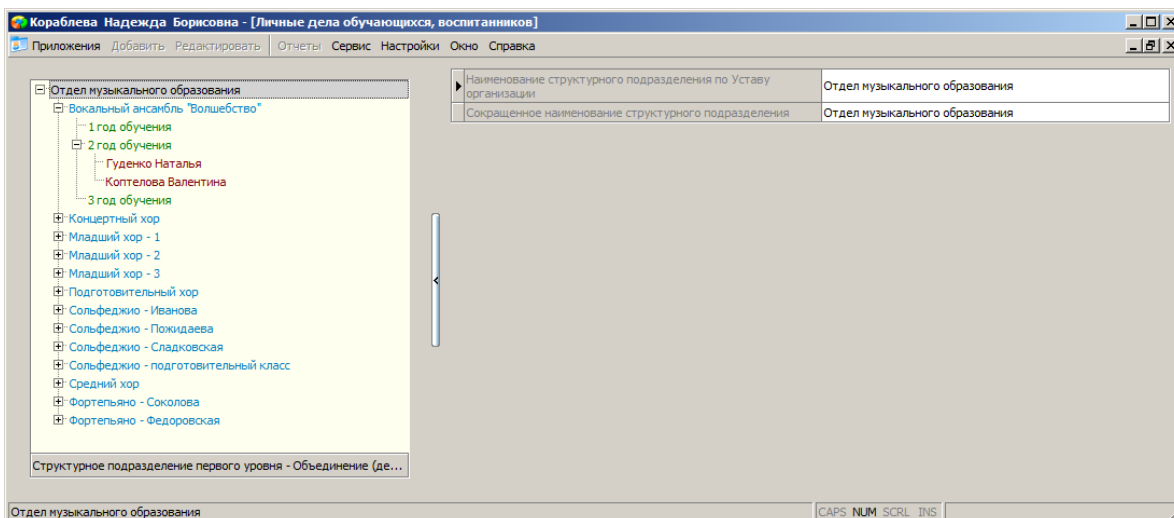 Кораблева Надежда Борисовна - [Личные дела обучающихся, воспитанников]
Приложения Добавить Редактировать Отчеты Сервис Настройки Окно Справка
Отдел музыкального образования
Вокальный ансамбль "Волшебство"
1 год обучения
2 год обучения
Гуденко Наталья
Коптелова Валентина
3 год обучения
Концертный хор
Младший хор - 1
Младший хор - 2
Младший хор - 3
Подготовительный хор
Сольфеджио - Иванова
Сольфеджио - Пожидаева
Сольфеджио - Сладковская
Сольфеджио - подготовительный класс
Средний хор
Фортепьяно - Соколова
Фортепьяно - Федоровская
Структурное подразделение первого уровня - Объединение (де...
Наименование структурного подразделения по Уставу
организации
Отдел музыкального образования
Сокращенное наименование структурного подразделения
Отдел музыкального образования
Отдел музыкального образования
CAPS NUM SCRL INS